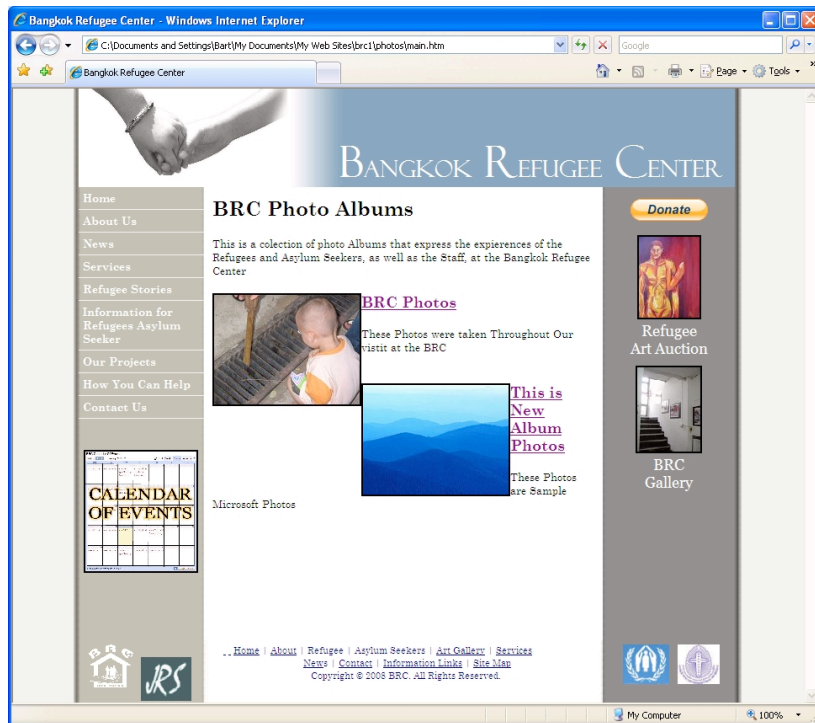 Bangkok Refugee Center - Windows Internet Explorer
C:\Documents and Settings\Bart\My Documents\My Web Sites\brc1\photos\main.htm
Google
Bangkok Refugee Center
Page
Tools
BANGKOK REFUGEE CENTER
Home
About Us
News
Services
Refugee Stories
Information for
Refugees Asylum
Seeker
Our Projects
How You Can Help
Contact Us
CALENDAR
OF EVENTS
BRC Photo Albums
This is a colection of photo Albums that express the expierences of the
Refugees and Asylum Seekers, as well as the Staff, at the Bangkok Refugee
Center
BRC Photos
These Photos were taken Throughout Our
vistit at the BRC
This is
New
Album
Photos
These Photos
are Sample
Microsoft Photos
Donate
Refugee
Art Auction
BRC
Gallery
BRC
JRS
Home | About | Refugee | Asylum Seekers | Art Gallery | Services
News | Contact | Information Links | Site Map
Copyright © 2008 BRC. All Rights Reserved.
My Computer
100%